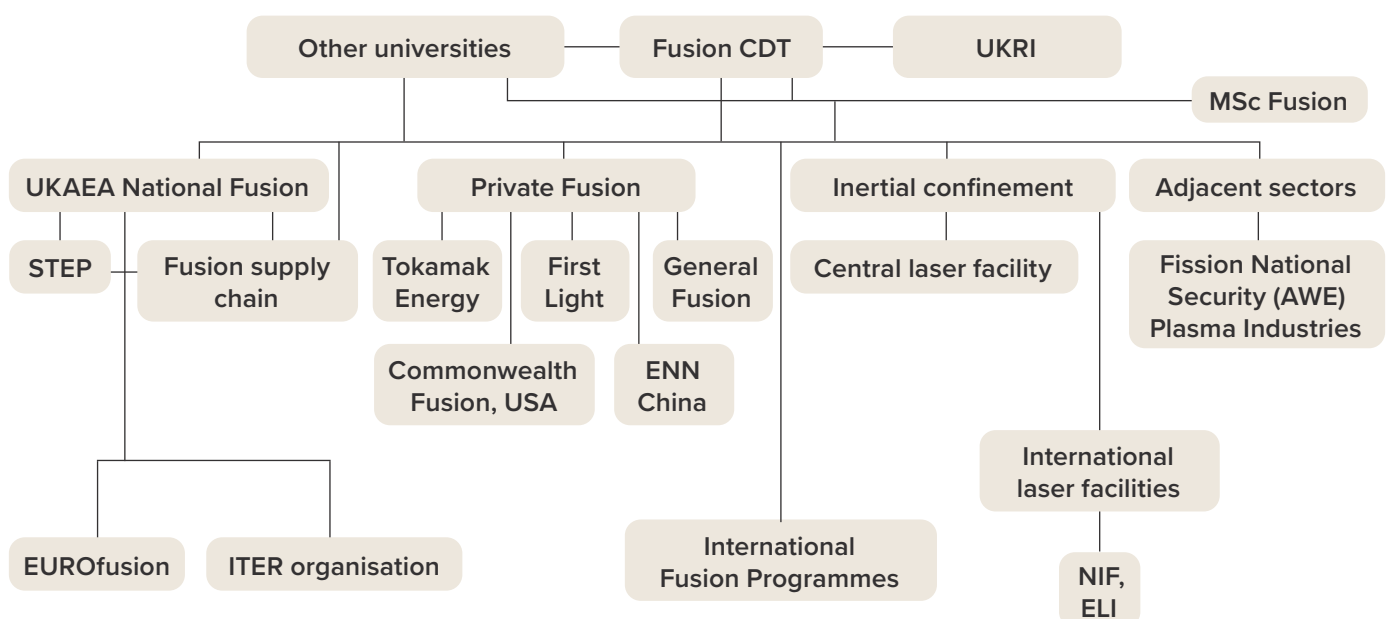 Other universities
Fusion CDT
UKRI
MSc Fusion
UKAEA National Fusion
Private Fusion
Inertial confinement
Adjacent sectors
STEP
Fusion supply
chain
Tokamak
Energy
First
Light
General
Fusion
Central laser facility
Fission National
Security (AWE)
Plasma Industries
Commonwealth
Fusion, USA
ENN
China
International
laser facilities
EUROfusion
ITER organisation
International
Fusion Programmes
NIF,
ELI